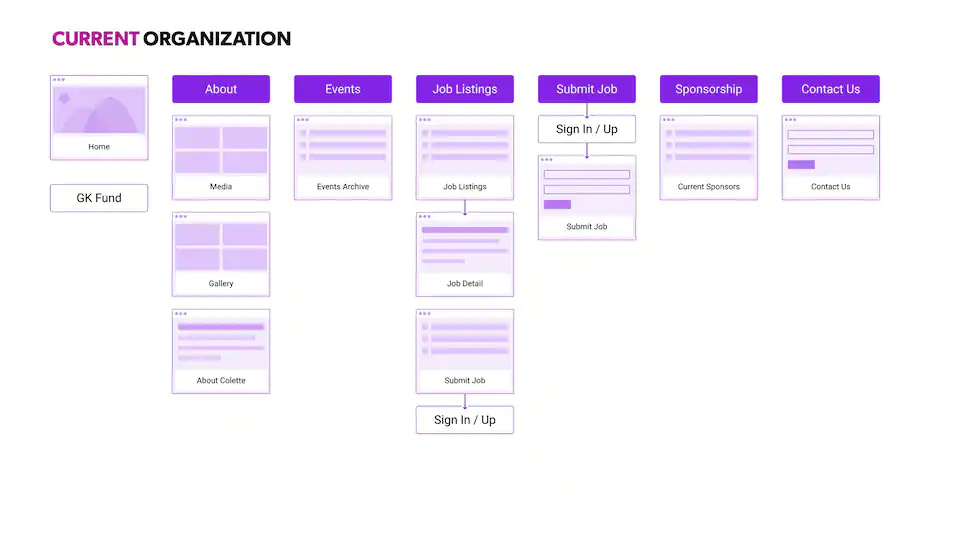 CURRENT ORGANIZATION
Home
GK Fund
About
Media
Gallery
About Colette
Events
Events Archive
Job Listings
Job Listings
Job Detail
Submit Job
Sign In / Up
Submit Job
Sign In / Up
Submit Job
Sponsorship
Current Sponsors
Contact Us
Contact Us